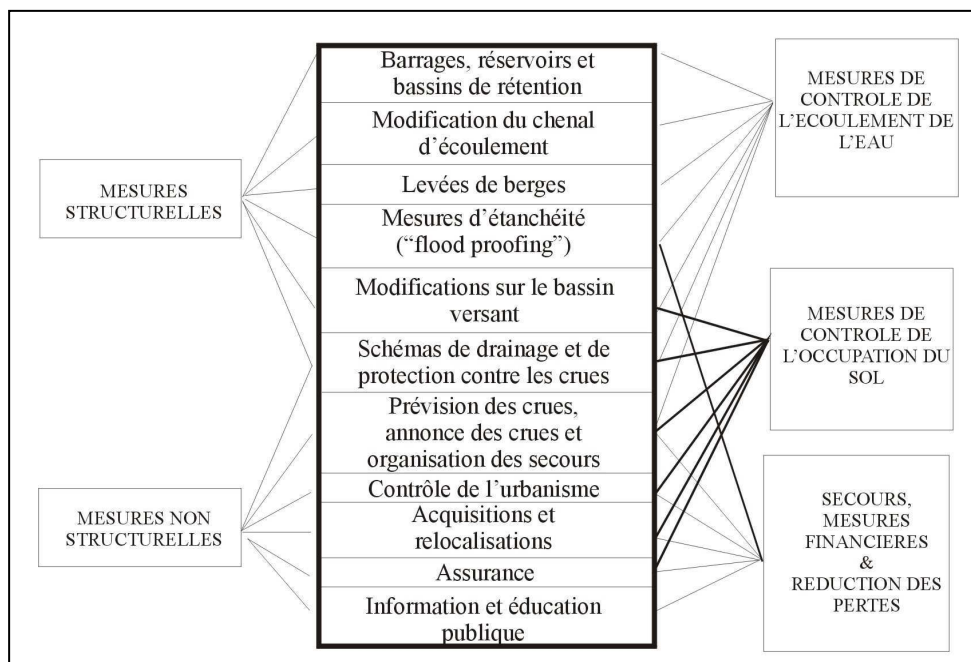 MESURES
STRUCTURELLES
MESURES NON
STRUCTURELLES
Barrages, réservoirs et
bassins de rétention
Modification du chenal
d’écoulement
Levées de berges
Mesures d’étanchéité
(“flood proofing”)
Modifications sur le bassin
versant
Schémas de drainage et de
protection contre les crues
Prévision des crues,
annonce des crues et
organisation des secours
Contrôle de l’urbanisme
Acquisitions et
relocalisations
Assurance
Information et éducation
publique
MESURES DE
CONTROLE DE
L’ECOULEMENT DE
L’EAU
MESURES DE
CONTROLE DE
L’OCCUPATION DU
SOL
SECOURS,
MESURES
FINANCIERES
&
REDUCTION DES
PERTES